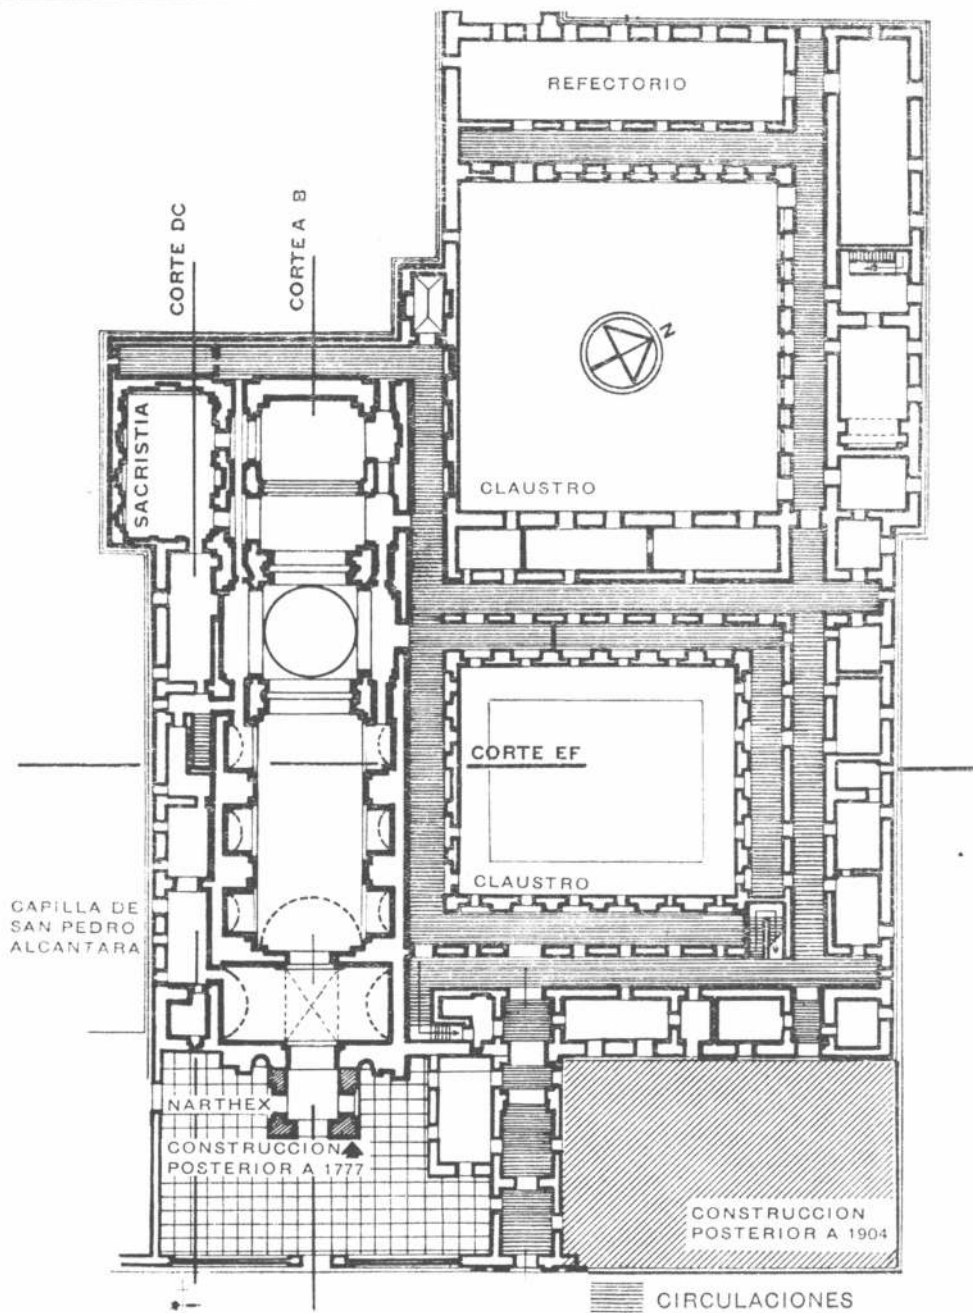 REFECTORIO
CORTE DC
CORTE A B
N
SACRISTIA
CLAUSTRO
CORTE EF
CLAUSTRO
CAPILLA DE
SAN PEDRO
ALCANTARA
NARTHEX
CONSTRUCCION
POSTERIOR A 1777
CONSTRUCCION
POSTERIOR A 1904
CIRCULACIONES